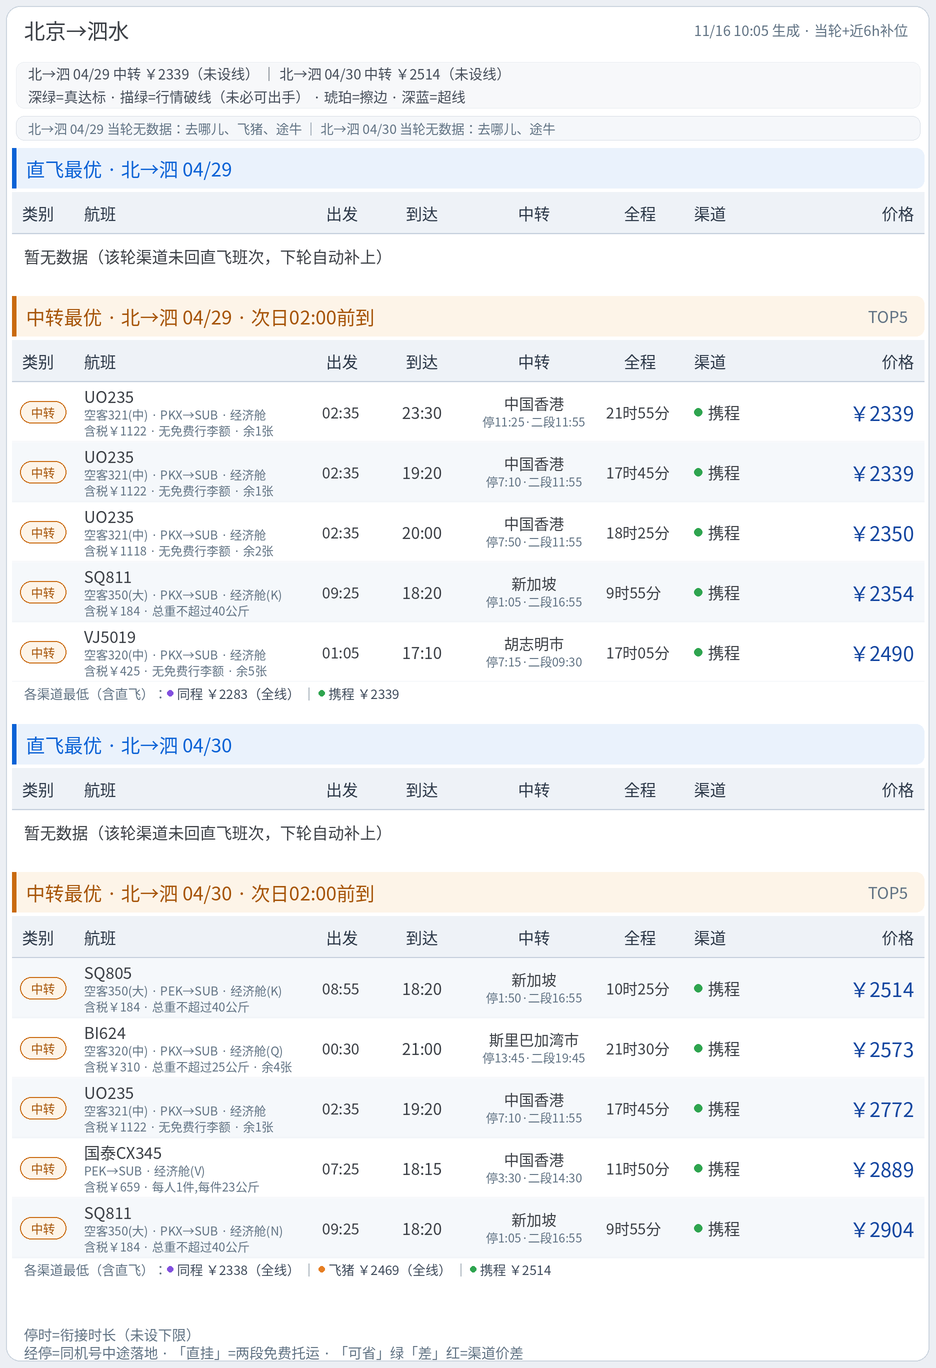 北京→泗水
11/16 10:05 生成 · 当轮+近6h补位
北→泗 04/29 中转 ￥2339（未设线） ｜ 北→泗 04/30 中转 ￥2514（未设线）
深绿=真达标 · 描绿=行情破线（未必可出手） · 琥珀=擦边 · 深蓝=超线
北→泗 04/29 当轮无数据：去哪儿、飞猪、途牛 ｜ 北→泗 04/30 当轮无数据：去哪儿、途牛
直飞最优 · 北→泗 04/29
类别 航班 出发 到达 中转 全程 渠道 价格
暂无数据（该轮渠道未回直飞班次，下轮自动补上）
中转最优 · 北→泗 04/29 · 次日02:00前到 TOP5
类别 航班 出发 到达 中转 全程 渠道 价格
UO235
空客321(中) · PKX→SUB · 经济舱
含税￥1122 · 无免费行李额 · 余1张
中转 02:35 23:30 中国香港 21时55分 携程 ￥2339
停11:25·二段11:55
UO235
空客321(中) · PKX→SUB · 经济舱
含税￥1122 · 无免费行李额 · 余1张
中转 02:35 19:20 中国香港 17时45分 携程 ￥2339
停7:10·二段11:55
UO235
空客321(中) · PKX→SUB · 经济舱
含税￥1118 · 无免费行李额 · 余2张
中转 02:35 20:00 中国香港 18时25分 携程 ￥2350
停7:50·二段11:55
SQ811
空客350(大) · PKX→SUB · 经济舱(K)
含税￥184 · 总重不超过40公斤
中转 09:25 18:20 新加坡 9时55分 携程 ￥2354
停1:05·二段16:55
VJ5019
空客320(中) · PKX→SUB · 经济舱
含税￥425 · 无免费行李额 · 余5张
中转 01:05 17:10 胡志明市 17时05分 携程 ￥2490
停7:15·二段09:30
各渠道最低（含直飞）：同程 ￥2283（全线） ｜ 携程 ￥2339
直飞最优 · 北→泗 04/30
类别 航班 出发 到达 中转 全程 渠道 价格
暂无数据（该轮渠道未回直飞班次，下轮自动补上）
中转最优 · 北→泗 04/30 · 次日02:00前到 TOP5
类别 航班 出发 到达 中转 全程 渠道 价格
SQ805
空客350(大) · PEK→SUB · 经济舱(K)
含税￥184 · 总重不超过40公斤
中转 08:55 18:20 新加坡 10时25分 携程 ￥2514
停1:50·二段16:55
BI624
空客320(中) · PKX→SUB · 经济舱(Q)
含税￥310 · 总重不超过25公斤 · 余4张
中转 00:30 21:00 斯里巴加湾市 21时30分 携程 ￥2573
停13:45·二段19:45
UO235
空客321(中) · PKX→SUB · 经济舱
含税￥1122 · 无免费行李额 · 余1张
中转 02:35 19:20 中国香港 17时45分 携程 ￥2772
停7:10·二段11:55
国泰CX345
PEK→SUB · 经济舱(V)
含税￥659 · 每人1件,每件23公斤
中转 07:25 18:15 中国香港 11时50分 携程 ￥2889
停3:30·二段14:30
SQ811
空客350(大) · PKX→SUB · 经济舱(N)
含税￥184 · 总重不超过40公斤
中转 09:25 18:20 新加坡 9时55分 携程 ￥2904
停1:05·二段16:55
各渠道最低（含直飞）：同程 ￥2338（全线） ｜ 飞猪 ￥2469（全线） ｜ 携程 ￥2514
停时=衔接时长（未设下限）
经停=同机号中途落地 · 「直挂」=两段免费托运 · 「可省」绿「差」红=渠道价差